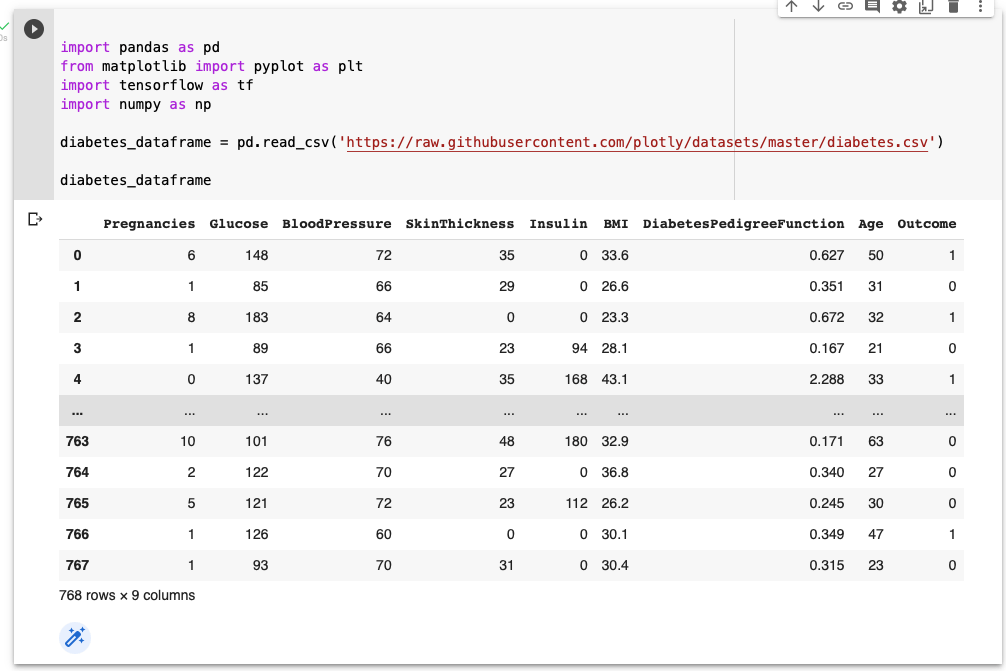 import pandas as pd
from matplotlib import pyplot as plt
import tensorflow as tf
import numpy as np
diabetes_dataframe = pd.read_csv('https://raw.githubusercontent.com/plotly/datasets/master/diabetes.csv')
diabetes_dataframe
Pregnancies Glucose BloodPressure SkinThickness Insulin BMI DiabetesPedigreeFunction Age Outcome
0 6 148 72 35 0 33.6 0.627 50 1
1 1 85 66 29 0 26.6 0.351 31 0
2 8 183 64 0 0 23.3 0.672 32 1
3 1 89 66 23 94 28.1 0.167 21 0
4 0 137 40 35 168 43.1 2.288 33 1
... ... ... ... ... ... ... ... ... ...
763 10 101 76 48 180 32.9 0.171 63 0
764 2 122 70 27 0 36.8 0.340 27 0
765 5 121 72 23 112 26.2 0.245 30 0
766 1 126 60 0 0 30.1 0.349 47 1
767 1 93 70 31 0 30.4 0.315 23 0
768 rows × 9 columns